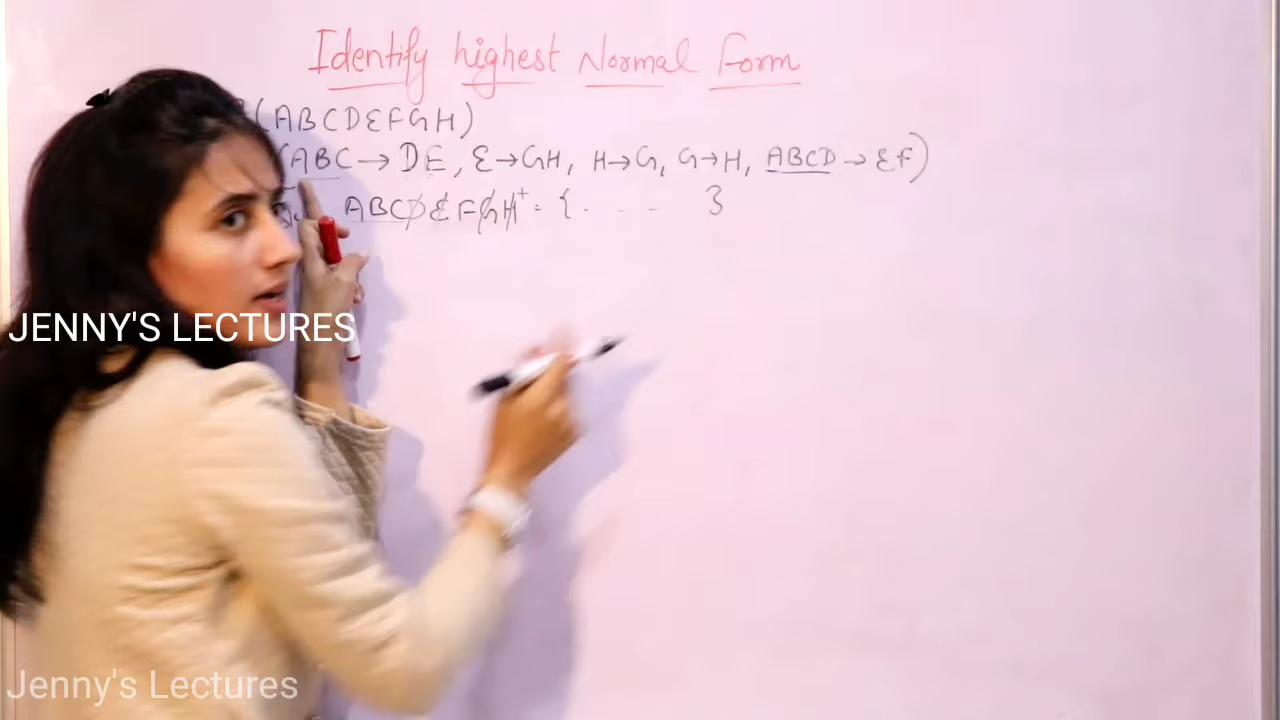 Identify highest Normal Form
(ABCDEFGH)
(ABC→DE, E→GH, H→G, G→H, ABCD→EF)
ABCDEFGH⁺ = { . - - }
JENNY'S LECTURES
Jenny's Lectures